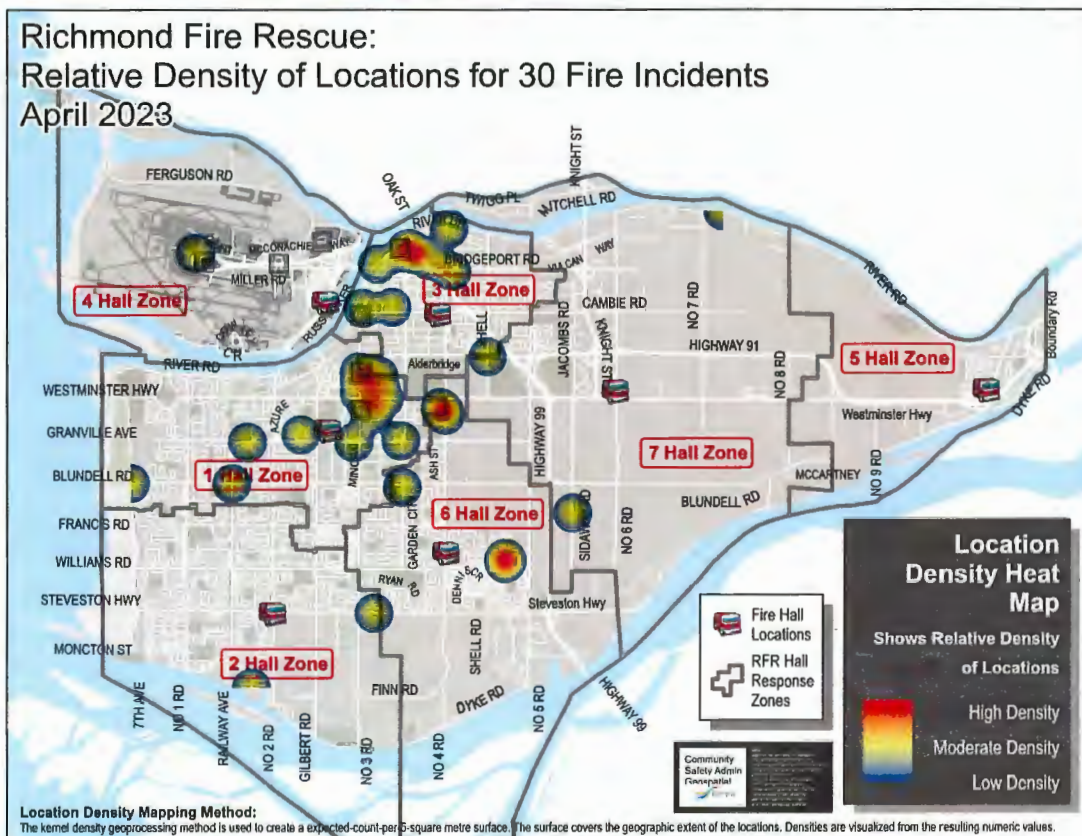 Richmond Fire Rescue:
Relative Density of Locations for 30 Fire Incidents
April 2023
FERGUSON RD
OAK ST
TWIGG PL
KNIGHT ST
MITCHELL RD
MCCONACHIE WAY
MILLER RD
BRIDGEPORT RD
VULCAN WAY
4 Hall Zone
3 Hall Zone
CAMBIE RD
NO 7 RD
RIVER RD
Boundary Rd
HIGHWAY 91
5 Hall Zone
RIVER RD
Alderbridge
JACOBS RD
NO 8 RD
DYKE RD
WESTMINSTER HWY
Westminster Hwy
AZURE
GRANVILLE AVE
ASH ST
HIGHWAY 99
7 Hall Zone
BLUNDELL RD
1 Hall Zone
MCCARTNEY
NO 9 RD
BLUNDELL RD
6 Hall Zone
FRANCIS RD
GARDEN
NO 6 RD
WILLIAMS RD
RYAN RD
STEVESTON HWY
Steveston Hwy
MONCTON ST
2 Hall Zone
SHELL RD
FINN RD
DYKE RD
7TH AVE
NO 1 RD
RAILWAY AVE
NO 2 RD
GILBERT RD
NO 3 RD
NO 4 RD
NO 5 RD
HIGHWAY 99
Fire Hall
Locations
RFR Hall
Response
Zones
Community
Safety Admin
Geospatial
Location
Density Heat
Map
Shows Relative Density
of Locations
High Density
Moderate Density
Low Density
Location Density Mapping Method:
The kernel density geoprocessing method is used to create a expected-count-per-5-square metre surface. The surface covers the geographic extent of the locations. Densities are visualized from the resulting numeric values.